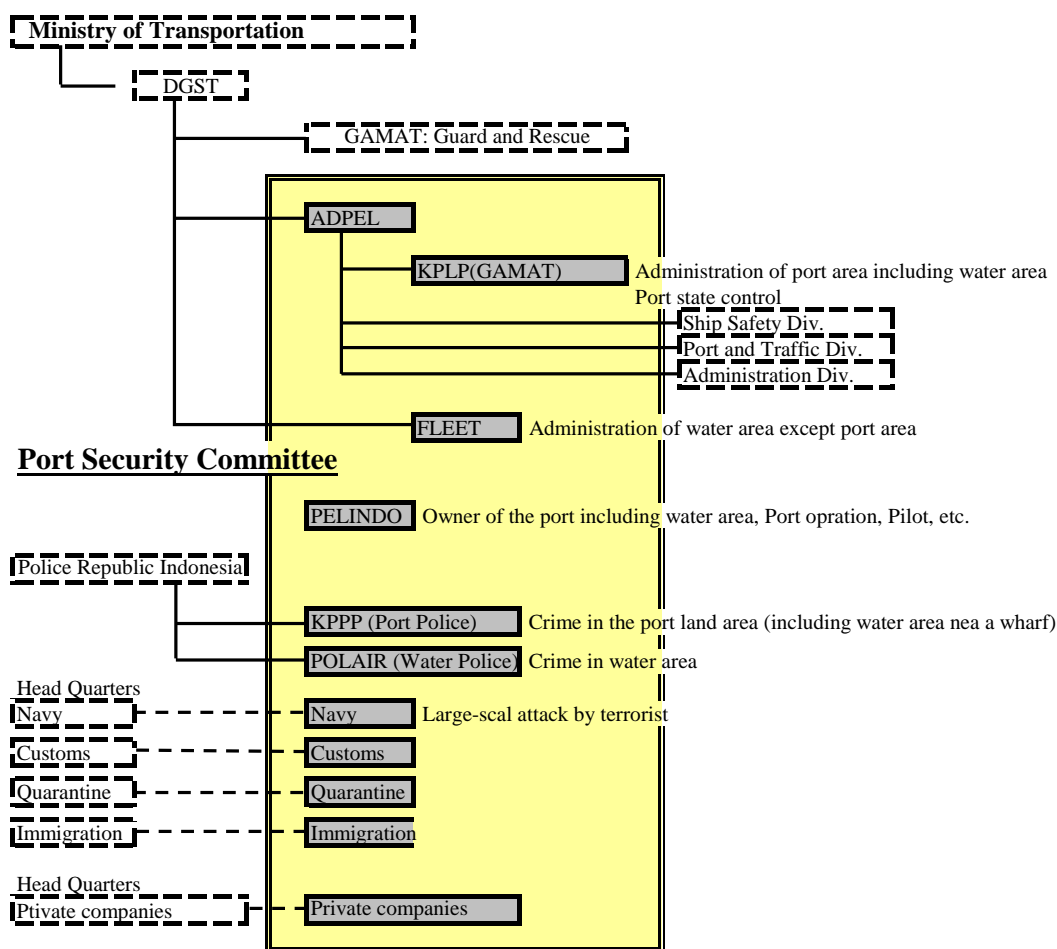 Ministry of Transportation
DGST
GAMAT: Guard and Rescue
ADPEL
KPLP(GAMAT) Administration of port area including water area
Port state control
Ship Safety Div.
Port and Traffic Div.
Administration Div.
FLEET Administration of water area except port area
Port Security Committee
PELINDO Owner of the port including water area, Port opration, Pilot, etc.
Police Republic Indonesia
KPPP (Port Police) Crime in the port land area (including water area nea a wharf)
POLAIR (Water Police) Crime in water area
Head Quarters
Navy Navy Large-scal attack by terrorist
Customs Customs
Quarantine Quarantine
Immigration Immigration
Head Quarters
Ptivate companies Private companies